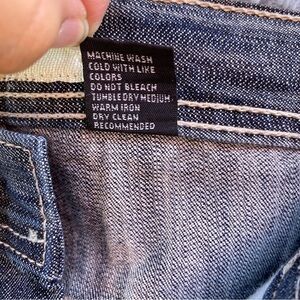 MACHINE WASH
COLD WITH LIKE
COLORS
DO NOT BLEACH
TUMBLE DRY MEDIUM.
WARM IRON
DRY CLEAN
RECOMMENDED